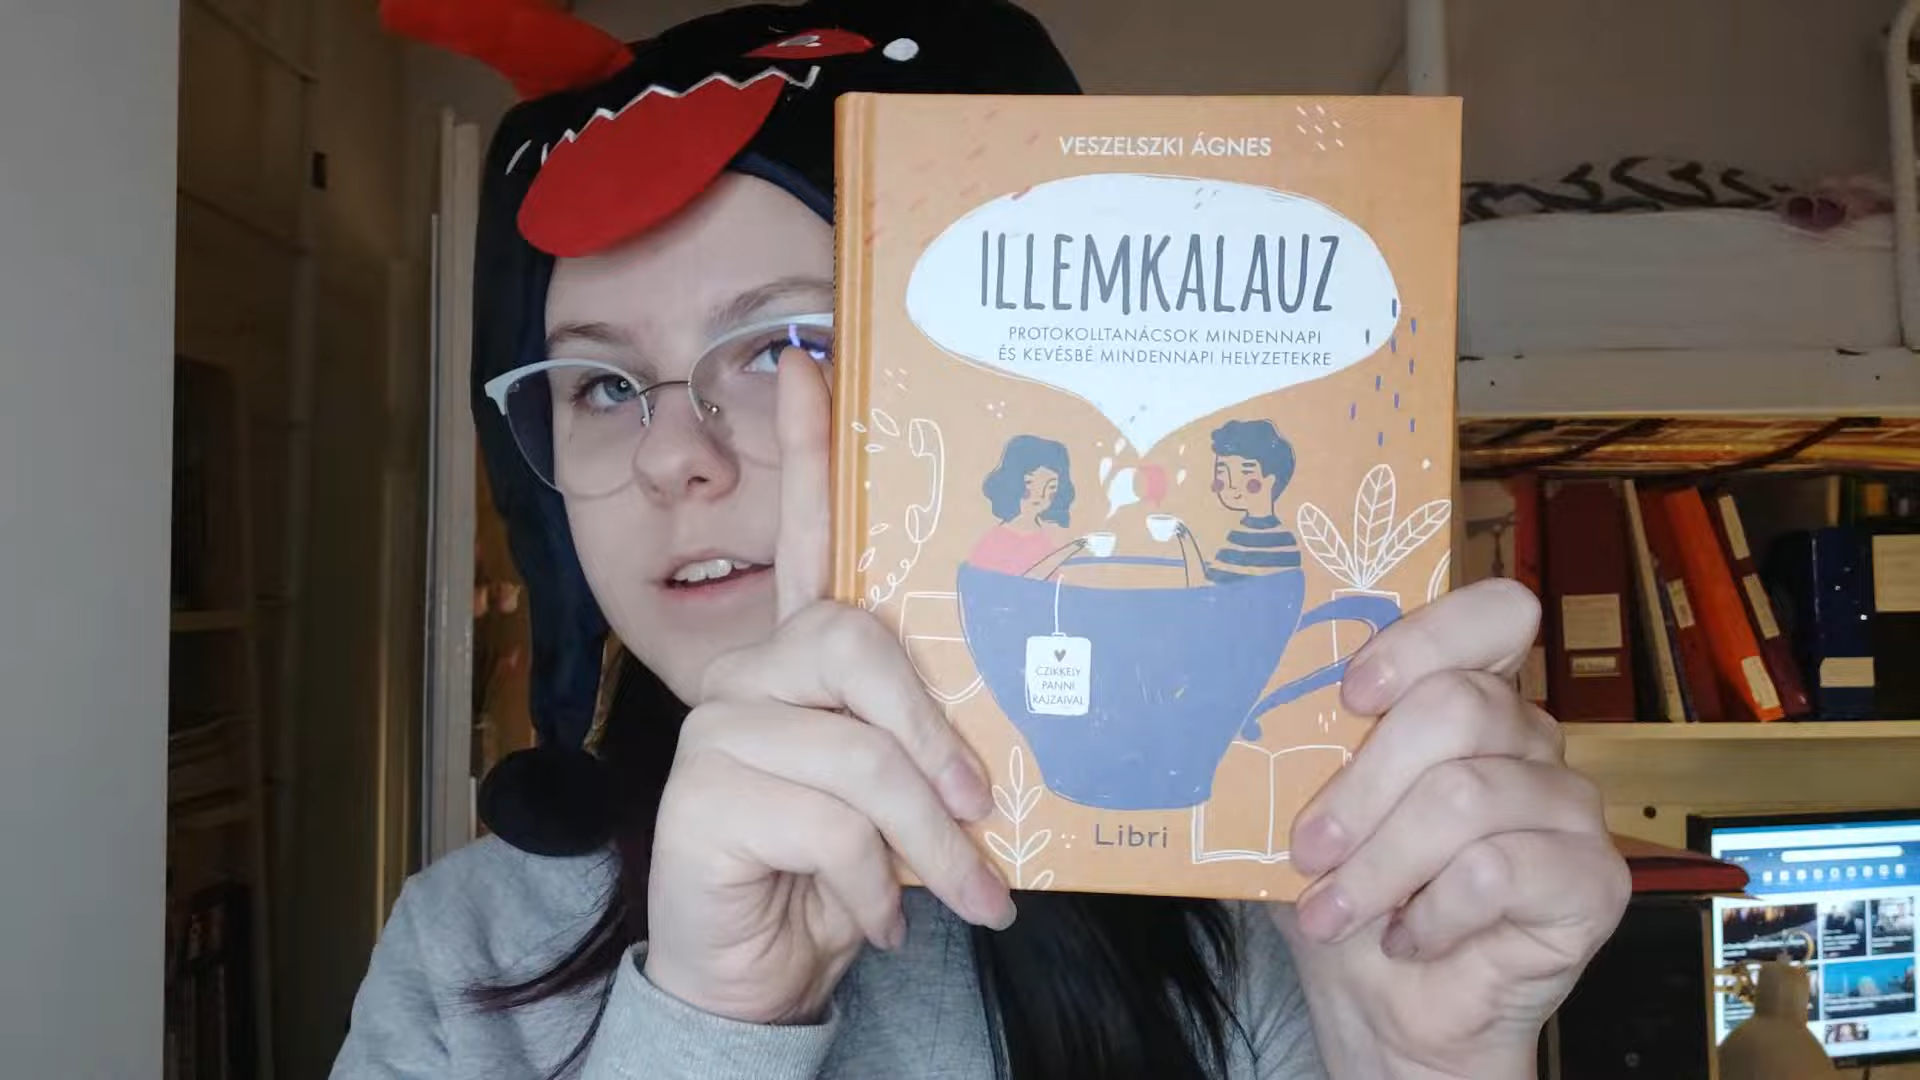 VESZELSZKI ÁGNES
ILLEMKALAUZ
PROTOKOLLTANÁCSOK MINDENNAPI
ÉS KEVÉSBÉ MINDENNAPI HELYZETEKRE
CZIKKELY
PANNI
RAJZAIVAL
Libri